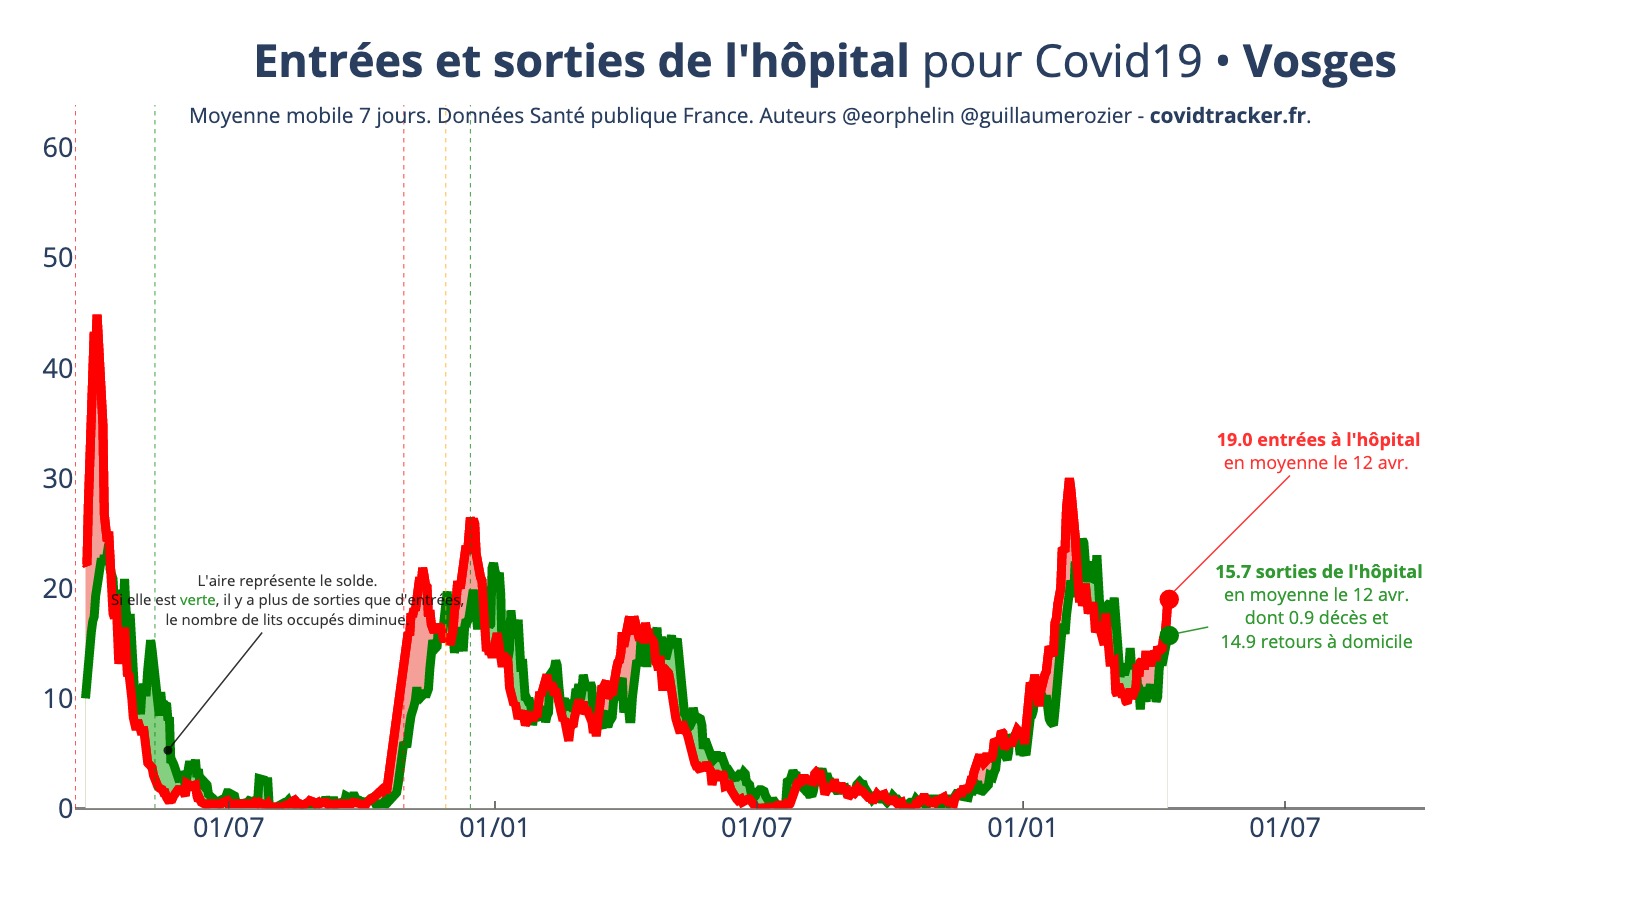 Entrées et sorties de l'hôpital pour Covid19 • Vosges
Moyenne mobile 7 jours. Données Santé publique France. Auteurs @eorphelin @guillaumerozier - covidtracker.fr.
60
50
40
30
20
10
0
L'aire représente le solde.
Si elle est verte, il y a plus de sorties que d'entrées,
le nombre de lits occupés diminue.
19.0 entrées à l'hôpital
en moyenne le 12 avr.
15.7 sorties de l'hôpital
en moyenne le 12 avr.
dont 0.9 décès et
14.9 retours à domicile
01/07
01/01
01/07
01/01
01/07